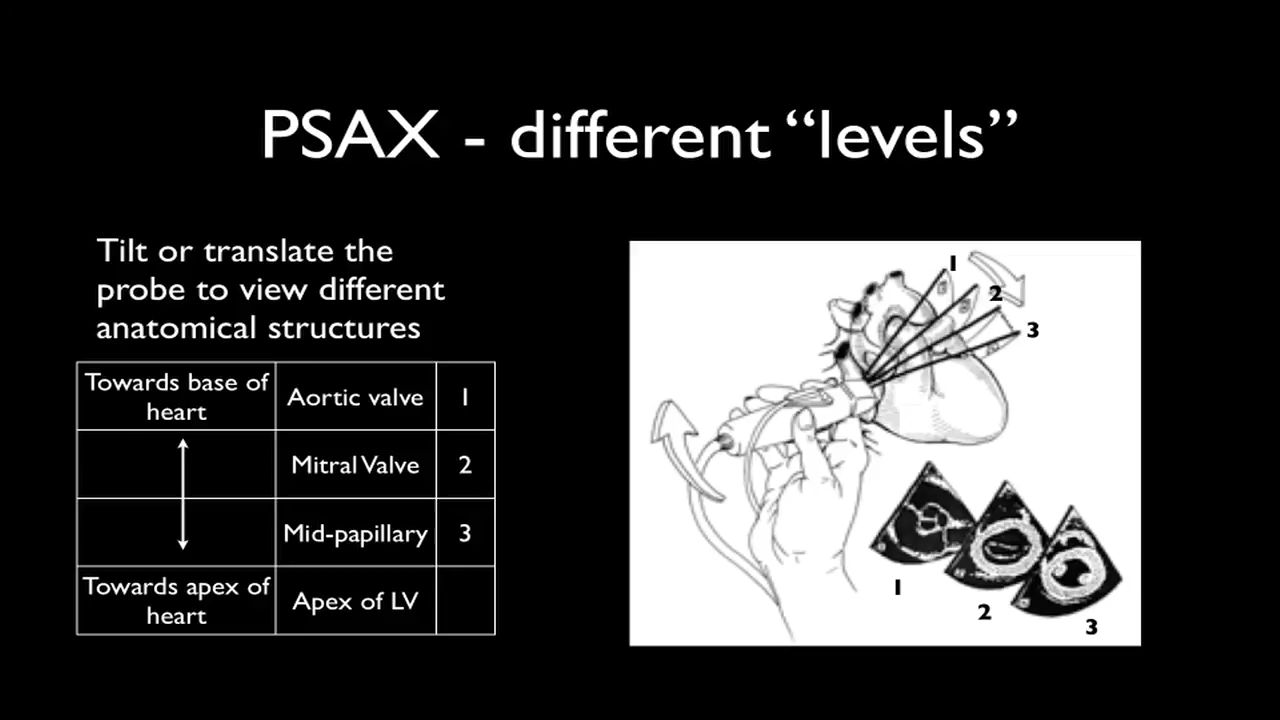 PSAX - different “levels”
Tilt or translate the
probe to view different
anatomical structures
Towards base of
heart
Aortic valve
1
Mitral Valve
2
Mid-papillary
3
Towards apex of
heart
Apex of LV
1
2
3
1
2
3